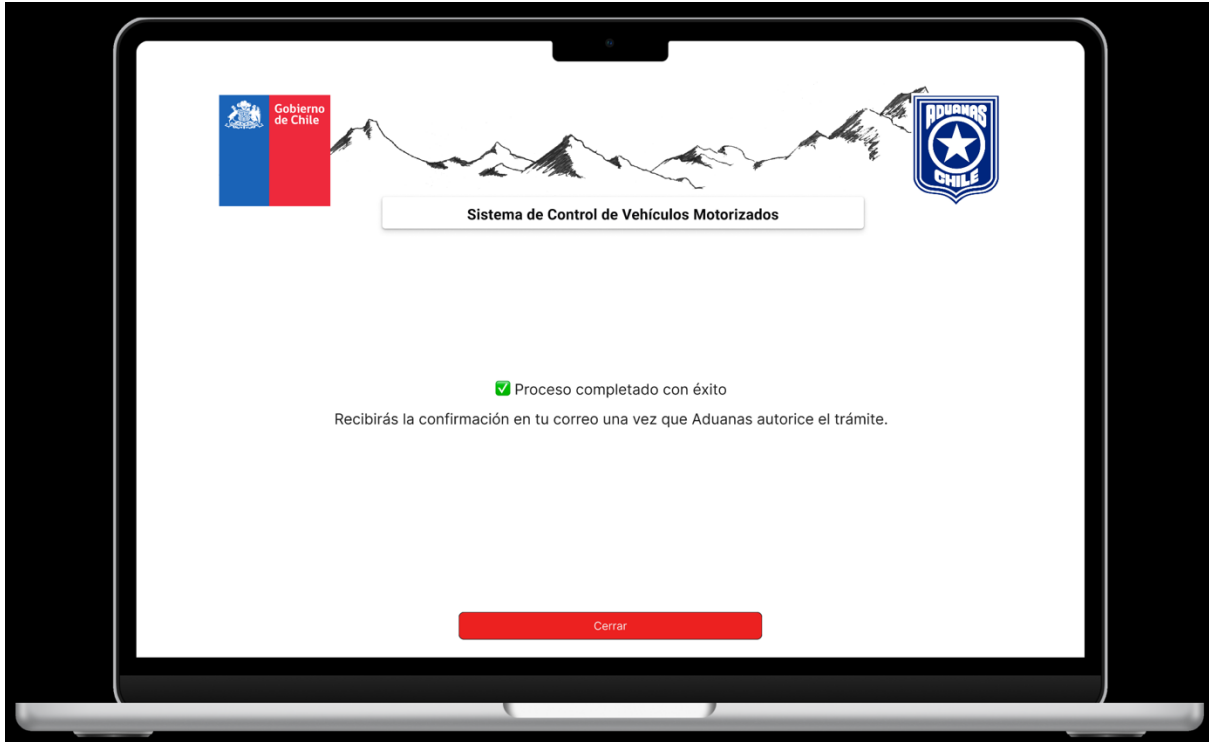 Gobierno
de Chile
ADUANAS
CHILE
Sistema de Control de Vehículos Motorizados
✅ Proceso completado con éxito
Recibirás la confirmación en tu correo una vez que Aduanas autorice el trámite.
Cerrar